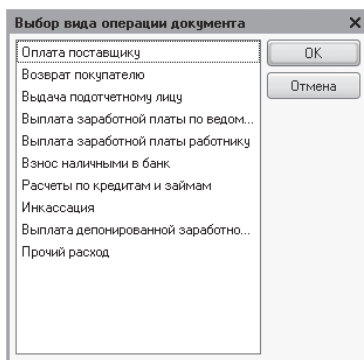 Выбор вида операции документа
Оплата поставщику
OK
Возврат покупателю
Отмена
Выдача подотчетному лицу
Выплата заработной платы по ведом...
Выплата заработной платы работнику
Взнос наличными в банк
Расчеты по кредитам и займам
Инкассация
Выплата депонированной заработно...
Прочий расход